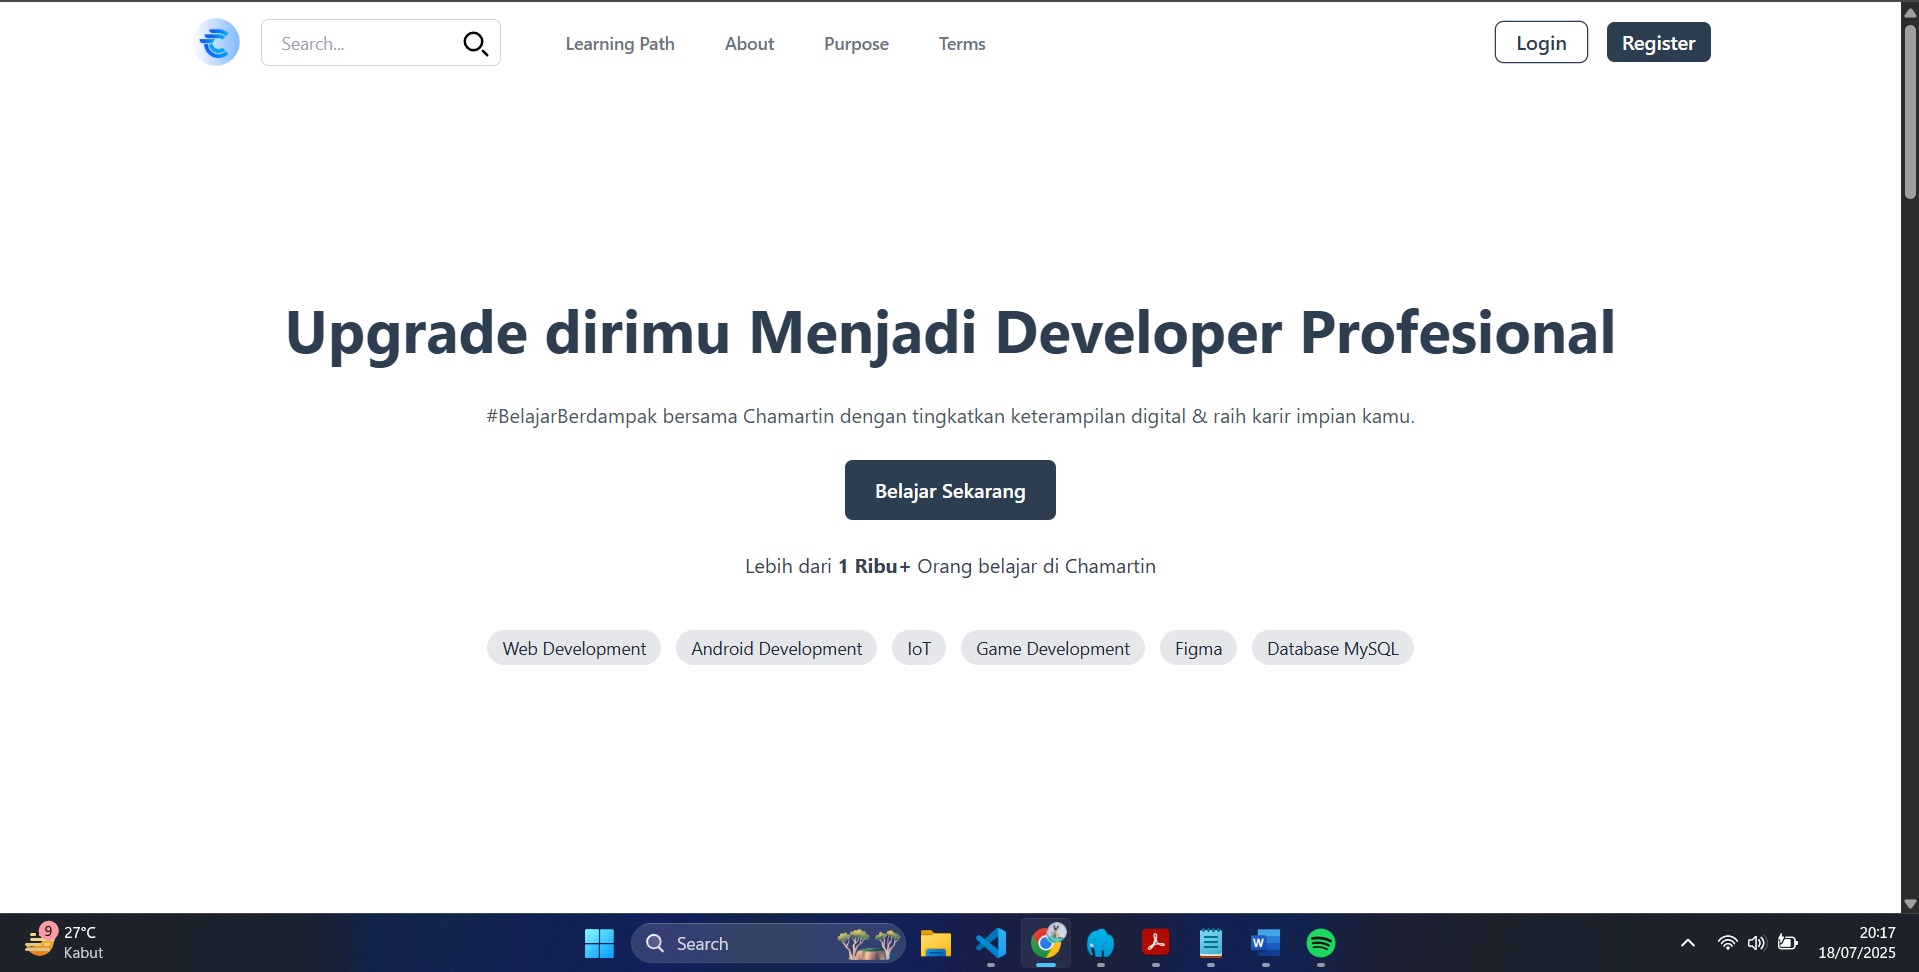 Search...
Learning Path
About
Purpose
Terms
Login
Register
Upgrade dirimu Menjadi Developer Profesional
#BelajarBerdampak bersama Chamartin dengan tingkatkan keterampilan digital & raih karir impian kamu.
Belajar Sekarang
Lebih dari 1 Ribu+ Orang belajar di Chamartin
Web Development
Android Development
IoT
Game Development
Figma
Database MySQL
9
27°C
Kabut
Search
W
20:17
18/07/2025